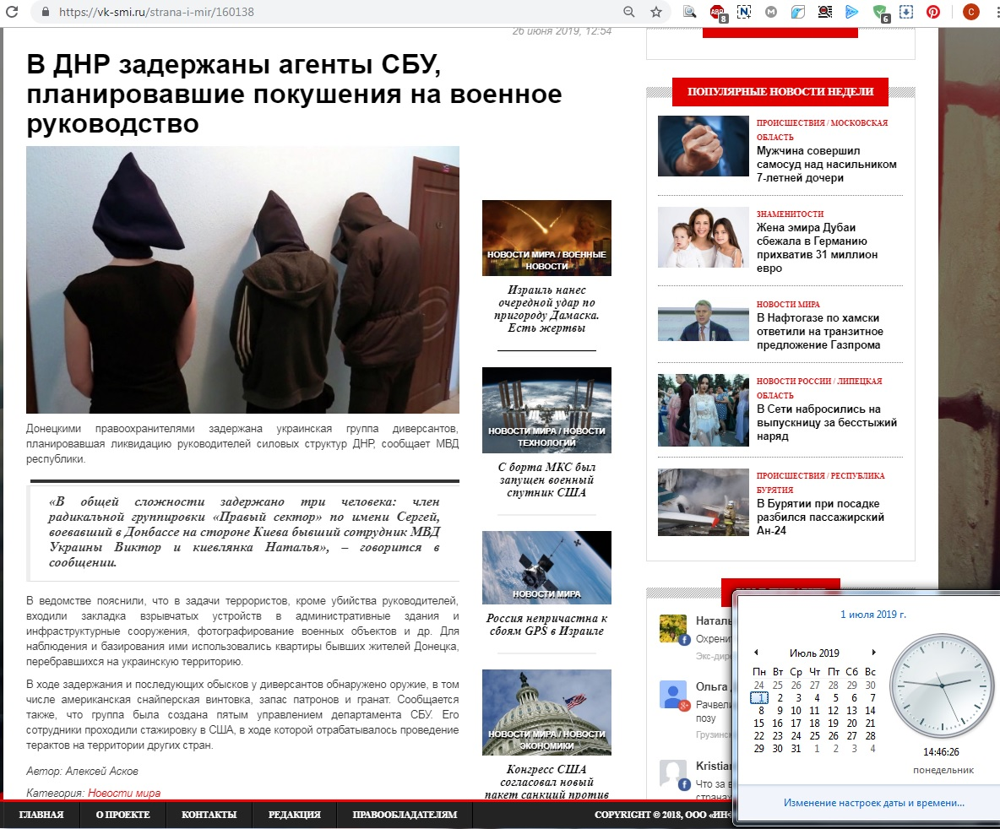 https://vk-smi.ru/strana-i-mir/160138
8
6
C
26 июня 2019, 12:54
В ДНР задержаны агенты СБУ,
планировавшие покушения на военное
руководство
Донецкими правоохранителями задержана украинская группа диверсантов,
планировавшая ликвидацию руководителей силовых структур ДНР, сообщает МВД
республики.
«В общей сложности задержано три человека: член
радикальной группировки «Правый сектор» по имени Сергей,
воевавший в Донбассе на стороне Киева бывший сотрудник МВД
Украины Виктор и киевлянка Наталья», – говорится в
сообщении.
В ведомстве пояснили, что в задачи террористов, кроме убийства руководителей,
входили закладка взрывчатых устройств в административные здания и
инфраструктурные сооружения, фотографирование военных объектов и др. Для
наблюдения и базирования ими использовались квартиры бывших жителей Донецка,
перебравшихся на украинскую территорию.
В ходе задержания и последующих обысков у диверсантов обнаружено оружие, в том
числе американская снайперская винтовка, запас патронов и гранат. Сообщается
также, что группа была создана пятым управлением департамента СБУ. Его
сотрудники проходили стажировку в США, в ходе которой отрабатывалось проведение
терактов на территории других стран.
Автор: Алексей Асков
Категория: Новости мира
НОВОСТИ МИРА / ВОЕННЫЕ
НОВОСТИ
Израиль нанес
очередной удар по
пригороду Дамаска.
Есть жертвы
НОВОСТИ МИРА / НОВОСТИ
ТЕХНОЛОГИЙ
С борта МКС был
запущен военный
спутник США
НОВОСТИ МИРА
Россия непричастна к
сбоям GPS в Израиле
НОВОСТИ МИРА / НОВОСТИ
ЭКОНОМИКИ
Конгресс США
согласовал новый
пакет санкций против
ПОПУЛЯРНЫЕ НОВОСТИ НЕДЕЛИ
ПРОИСШЕСТВИЯ / МОСКОВСКАЯ
ОБЛАСТЬ
Мужчина совершил
самосуд над насильником
7-летней дочери
ЗНАМЕНИТОСТИ
Жена эмира Дубаи
сбежала в Германию
прихватив 31 миллион
евро
НОВОСТИ МИРА
В Нафтогазе по хамски
ответили на транзитное
предложение Газпрома
НОВОСТИ РОССИИ / ЛИПЕЦКАЯ
ОБЛАСТЬ
В Сети набросились на
выпускницу за бесстыжий
наряд
ПРОИСШЕСТВИЯ / РЕСПУБЛИКА
БУРЯТИЯ
В Бурятии при посадке
разбился пассажирский
Ан-24
Наталь
Охренит
Экс-дире
Ольга
Рачвели
позу
Грузинск
Kristian
Что за в
странах
1 июля 2019 г.
Июль 2019
Пн Вт Ср Чт Пт Сб Вс
24 25 26 27 28 29 30
1 2 3 4 5 6 7
8 9 10 11 12 13 14
15 16 17 18 19 20 21
22 23 24 25 26 27 28
29 30 31 1 2 3 4
14:46:26
понедельник
Изменение настроек даты и времени...
ГЛАВНАЯ О ПРОЕКТЕ КОНТАКТЫ РЕДАКЦИЯ ПРАВООБЛАДАТЕЛЯМ COPYRIGHT © 2018, ООО «ИН